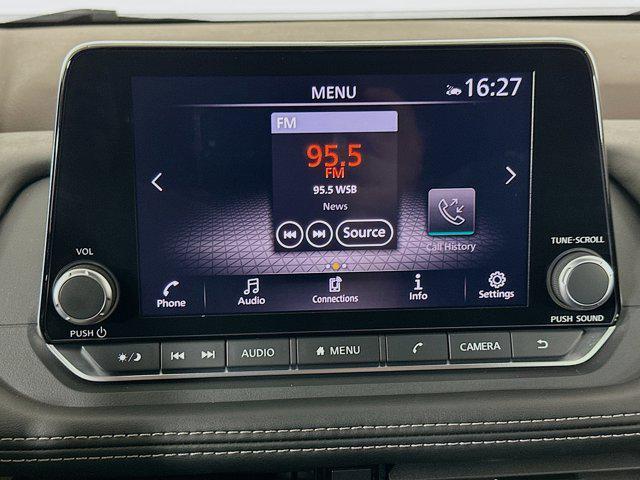 MENU
16:27
FM
95.5
FM
95.5 WSB
News
Source
Call History
Phone
Audio
Connections
Info
Settings
VOL
PUSH
TUNE-SCROLL
PUSH SOUND
AUDIO
MENU
CAMERA